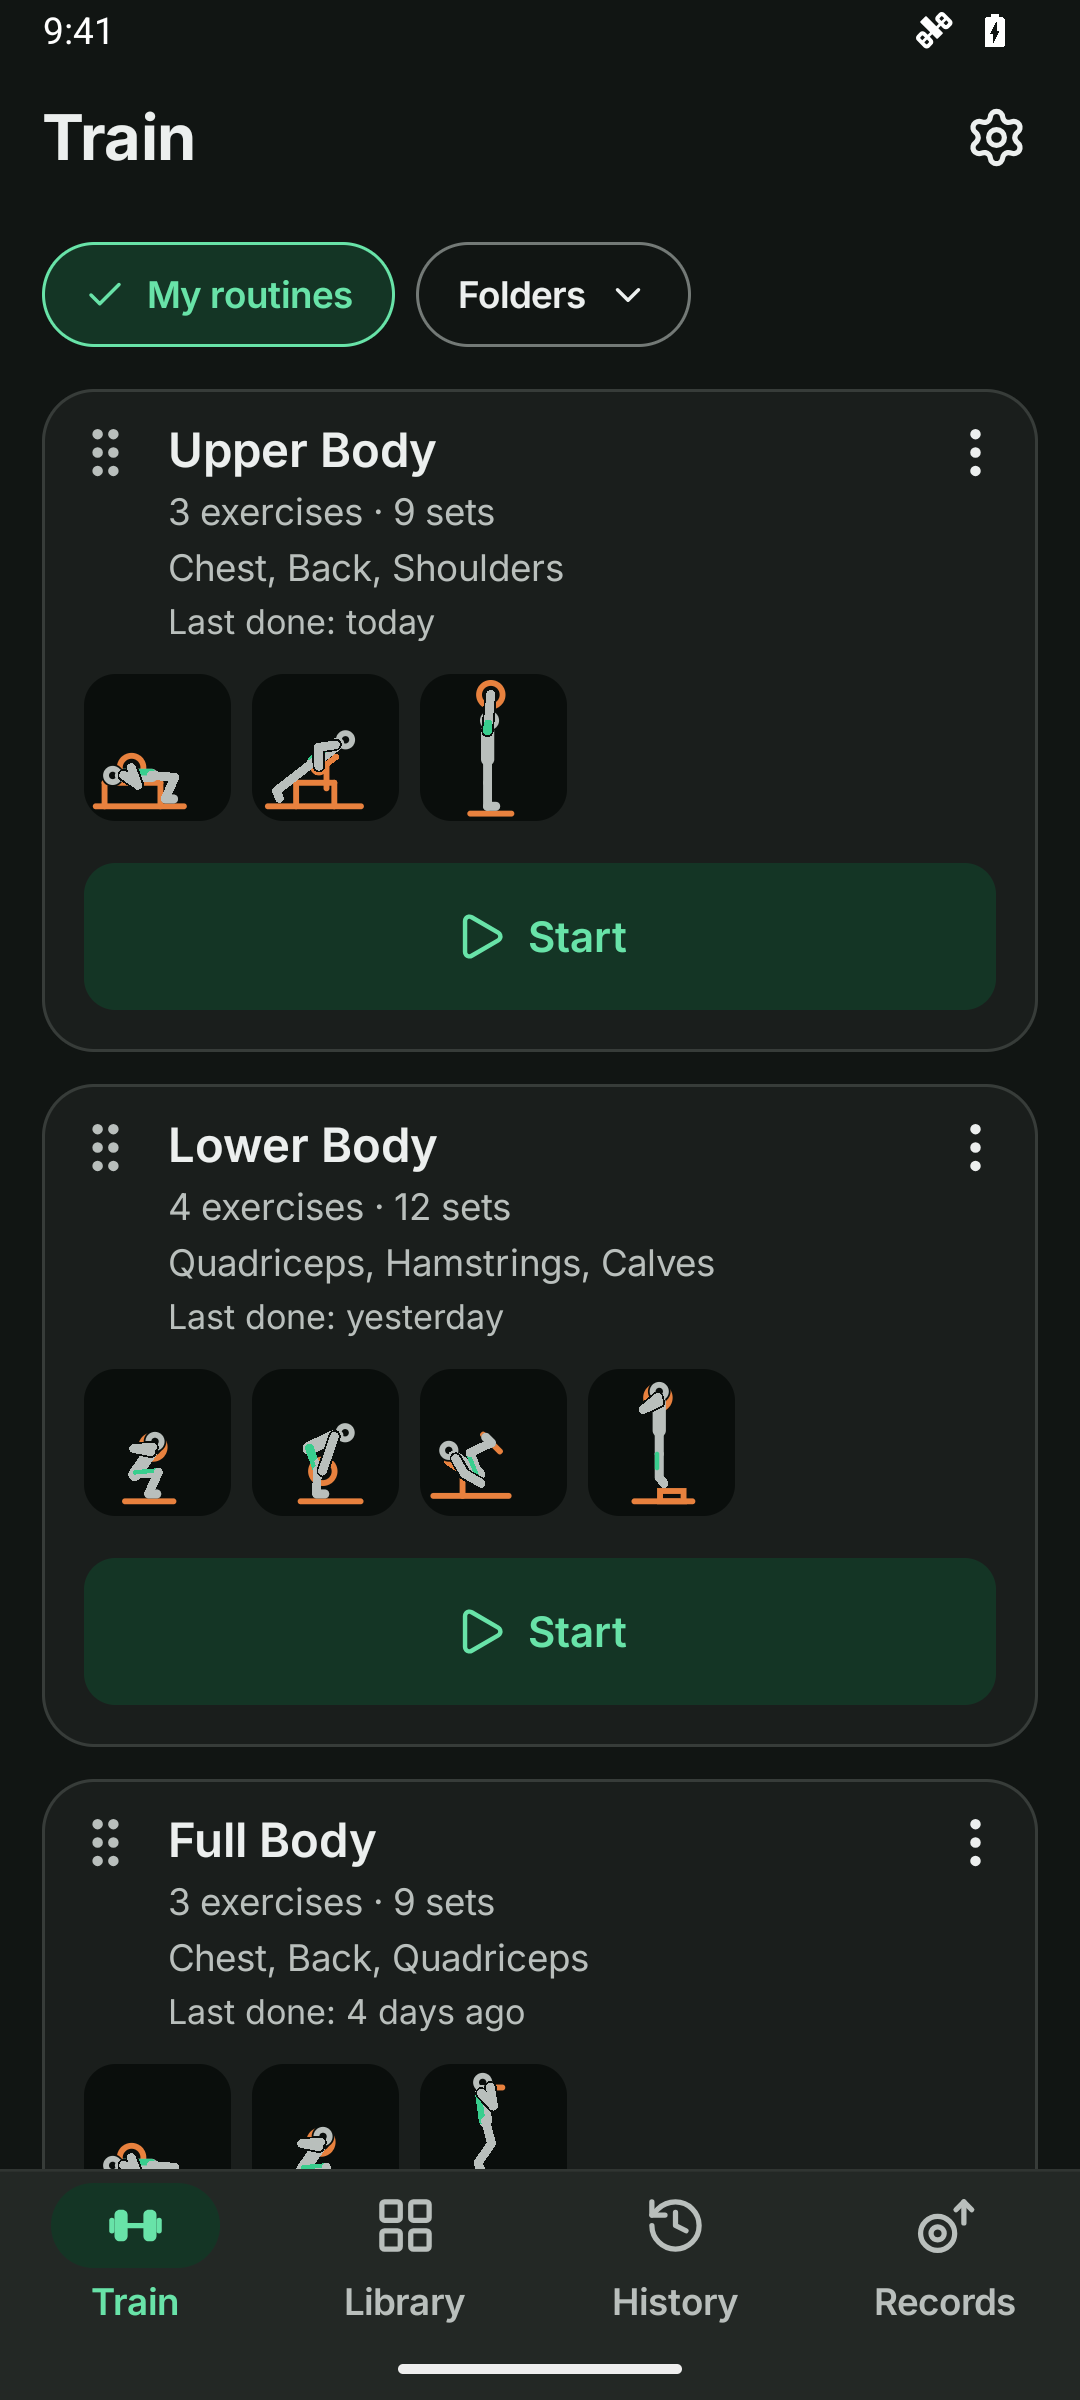 9:41
Train
My routines
Folders
Upper Body
3 exercises · 9 sets
Chest, Back, Shoulders
Last done: today
Start
Lower Body
4 exercises · 12 sets
Quadriceps, Hamstrings, Calves
Last done: yesterday
Start
Full Body
3 exercises · 9 sets
Chest, Back, Quadriceps
Last done: 4 days ago
Train
Library
History
Records